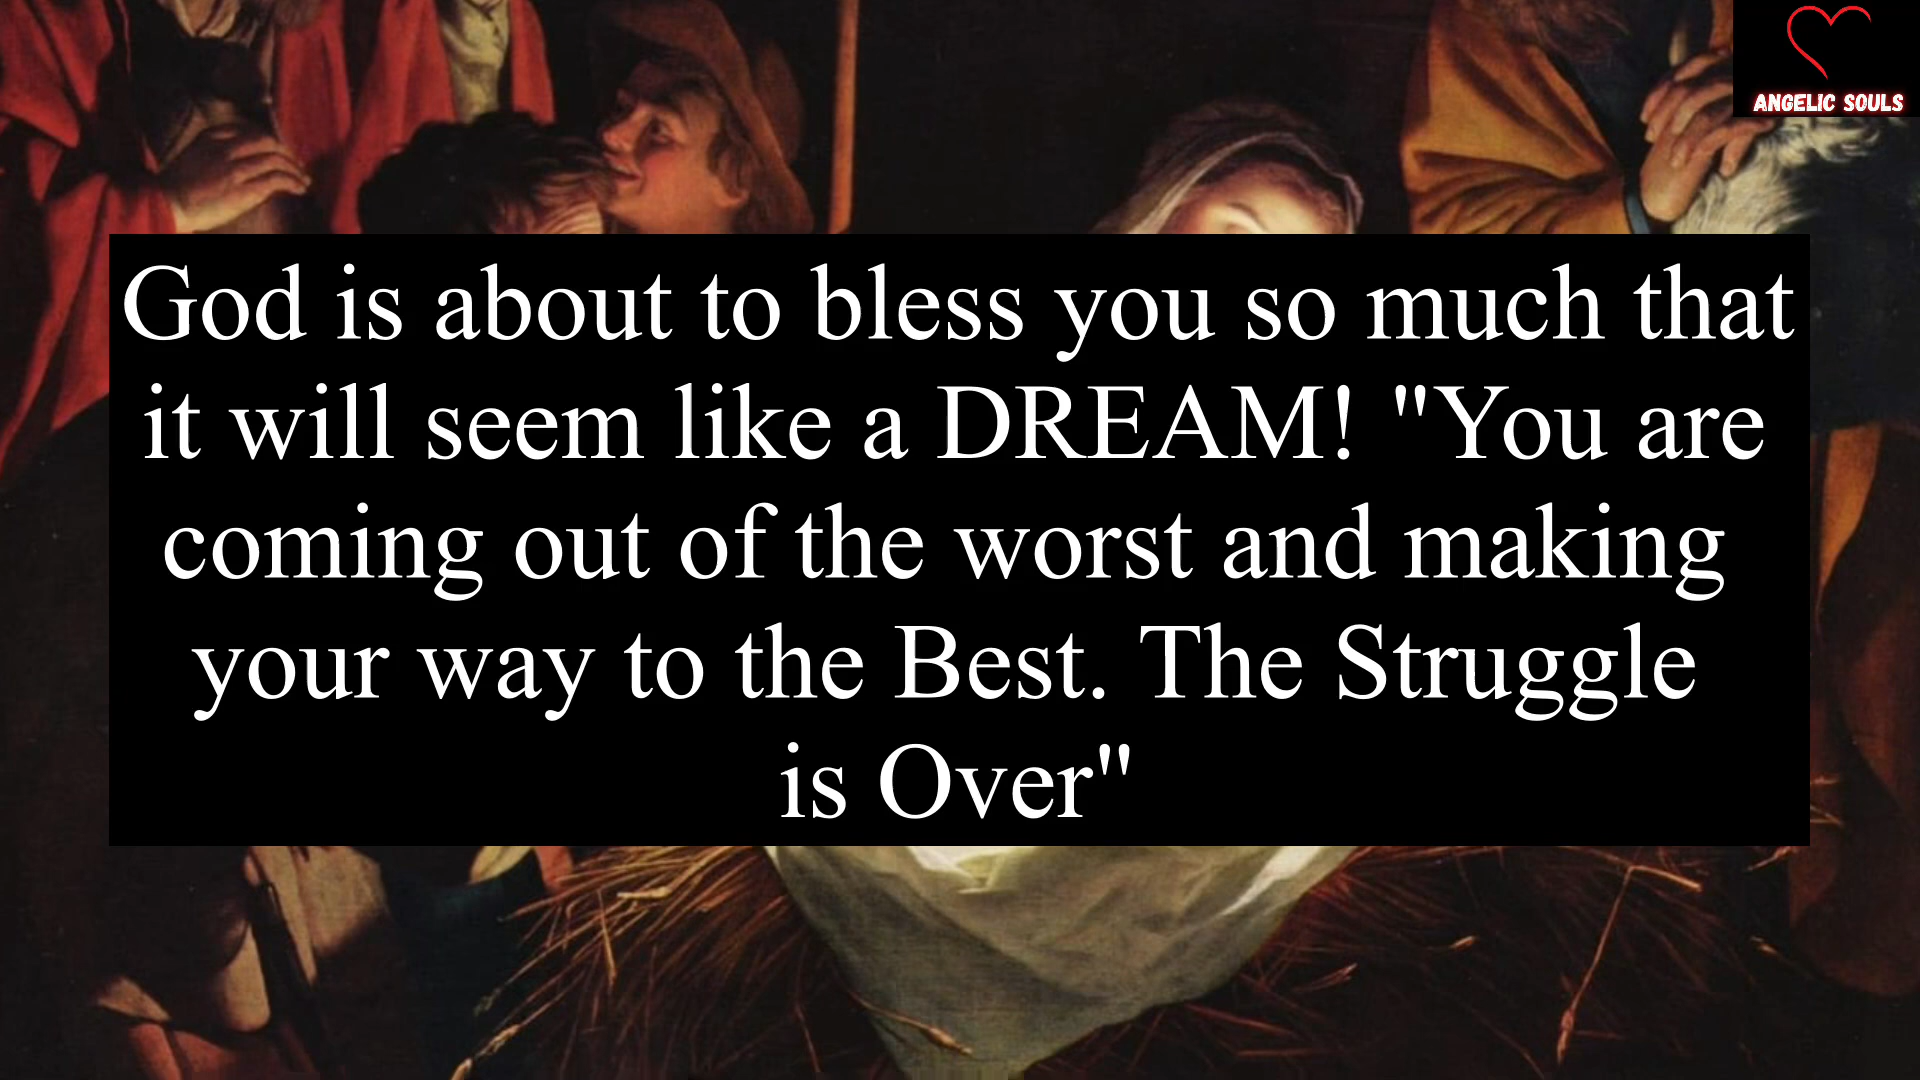 ANGELIC SOULS
God is about to bless you so much that
it will seem like a DREAM! "You are
coming out of the worst and making
your way to the Best. The Struggle
is Over"